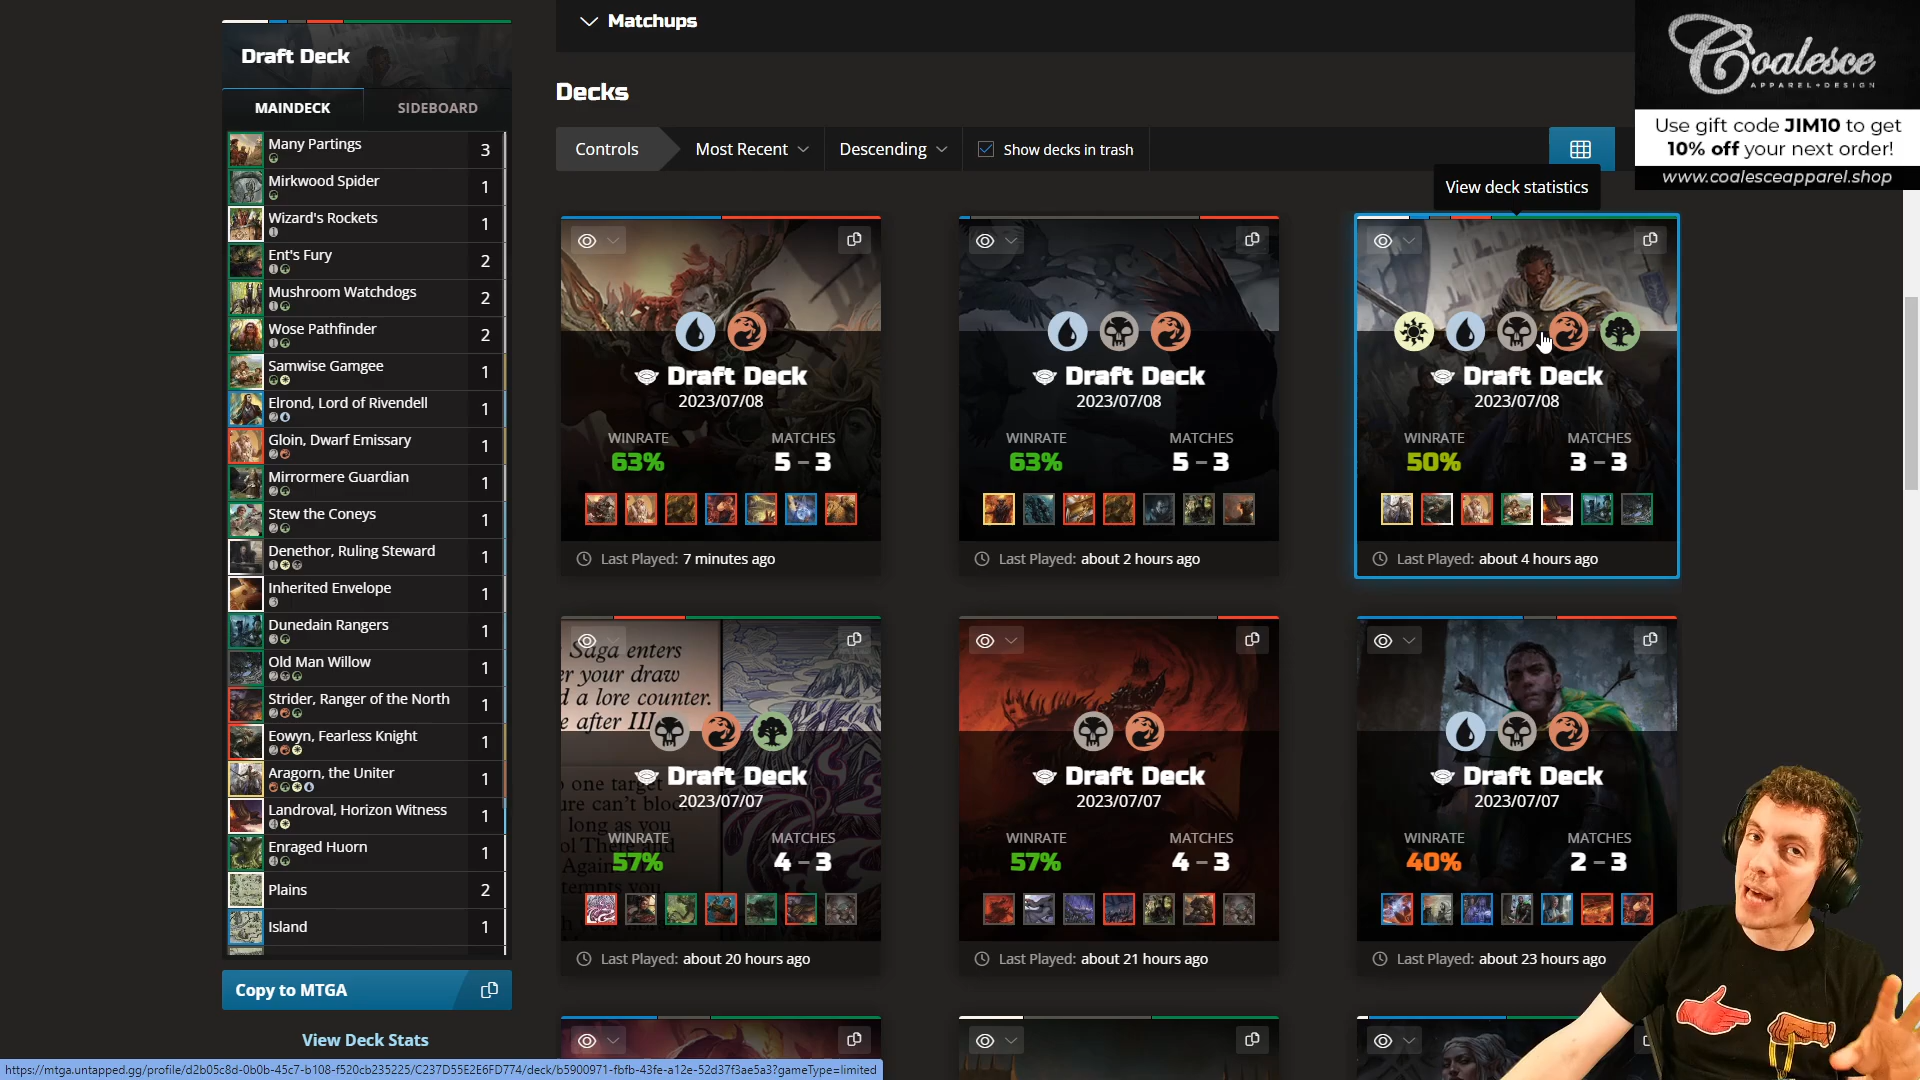 Draft Deck
MAINDECK
SIDEBOARD
Many Partings
3
Mirkwood Spider
1
Wizard's Rockets
1
Ent's Fury
2
Mushroom Watchdogs
2
Wose Pathfinder
2
Samwise Gamgee
1
Elrond, Lord of Rivendell
1
Gloin, Dwarf Emissary
1
Mirrormere Guardian
1
Stew the Coneys
1
Denethor, Ruling Steward
1
Inherited Envelope
1
Dunedain Rangers
1
Old Man Willow
1
Strider, Ranger of the North
1
Eowyn, Fearless Knight
1
Aragorn, the Uniter
1
Landroval, Horizon Witness
1
Enraged Huorn
1
Plains
2
Island
1
Copy to MTGA
View Deck Stats
Matchups
Decks
Controls
Most Recent
Descending
Show decks in trash
View deck statistics
Coalesce
APPAREL+DESIGN
Use gift code JIM10 to get
10% off your next order!
www.coalesceapparel.shop
Draft Deck
2023/07/08
WINRATE
MATCHES
63%
5 – 3
Last Played: 7 minutes ago
Draft Deck
2023/07/08
WINRATE
MATCHES
63%
5 – 3
Last Played: about 2 hours ago
Draft Deck
2023/07/08
WINRATE
MATCHES
50%
3 – 3
Last Played: about 4 hours ago
Saga enters
er your draw
d a lore counter.
e after III
Draft Deck
2023/07/07
WINRATE
MATCHES
57%
4 – 3
Last Played: about 20 hours ago
Draft Deck
2023/07/07
WINRATE
MATCHES
57%
4 – 3
Last Played: about 21 hours ago
Draft Deck
2023/07/07
WINRATE
MATCHES
40%
2 – 3
Last Played: about 23 hours ago
https://mtga.untapped.gg/profile/d2b05c8d-0b0b-45c7-b108-f520cb235225/C237D55E2E6FD774/deck/b5900971-fbfb-43fe-a12e-52d37f3ae5a3?gameType=limited